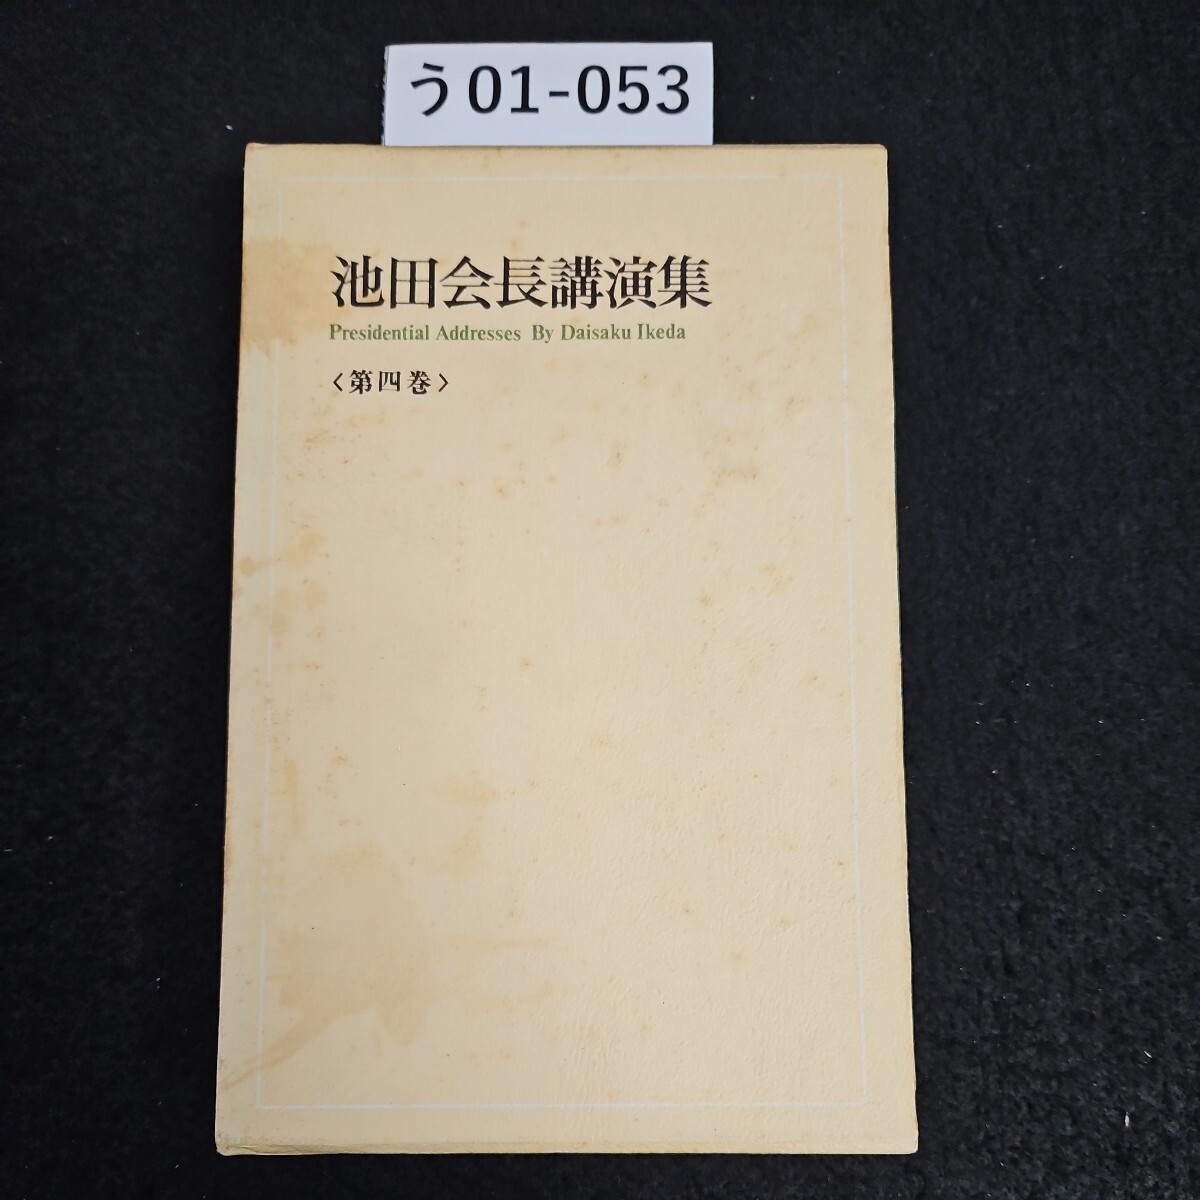 う01-053
池田会長講演集
Presidential Addresses By Daisaku Ikeda
〈第四巻〉